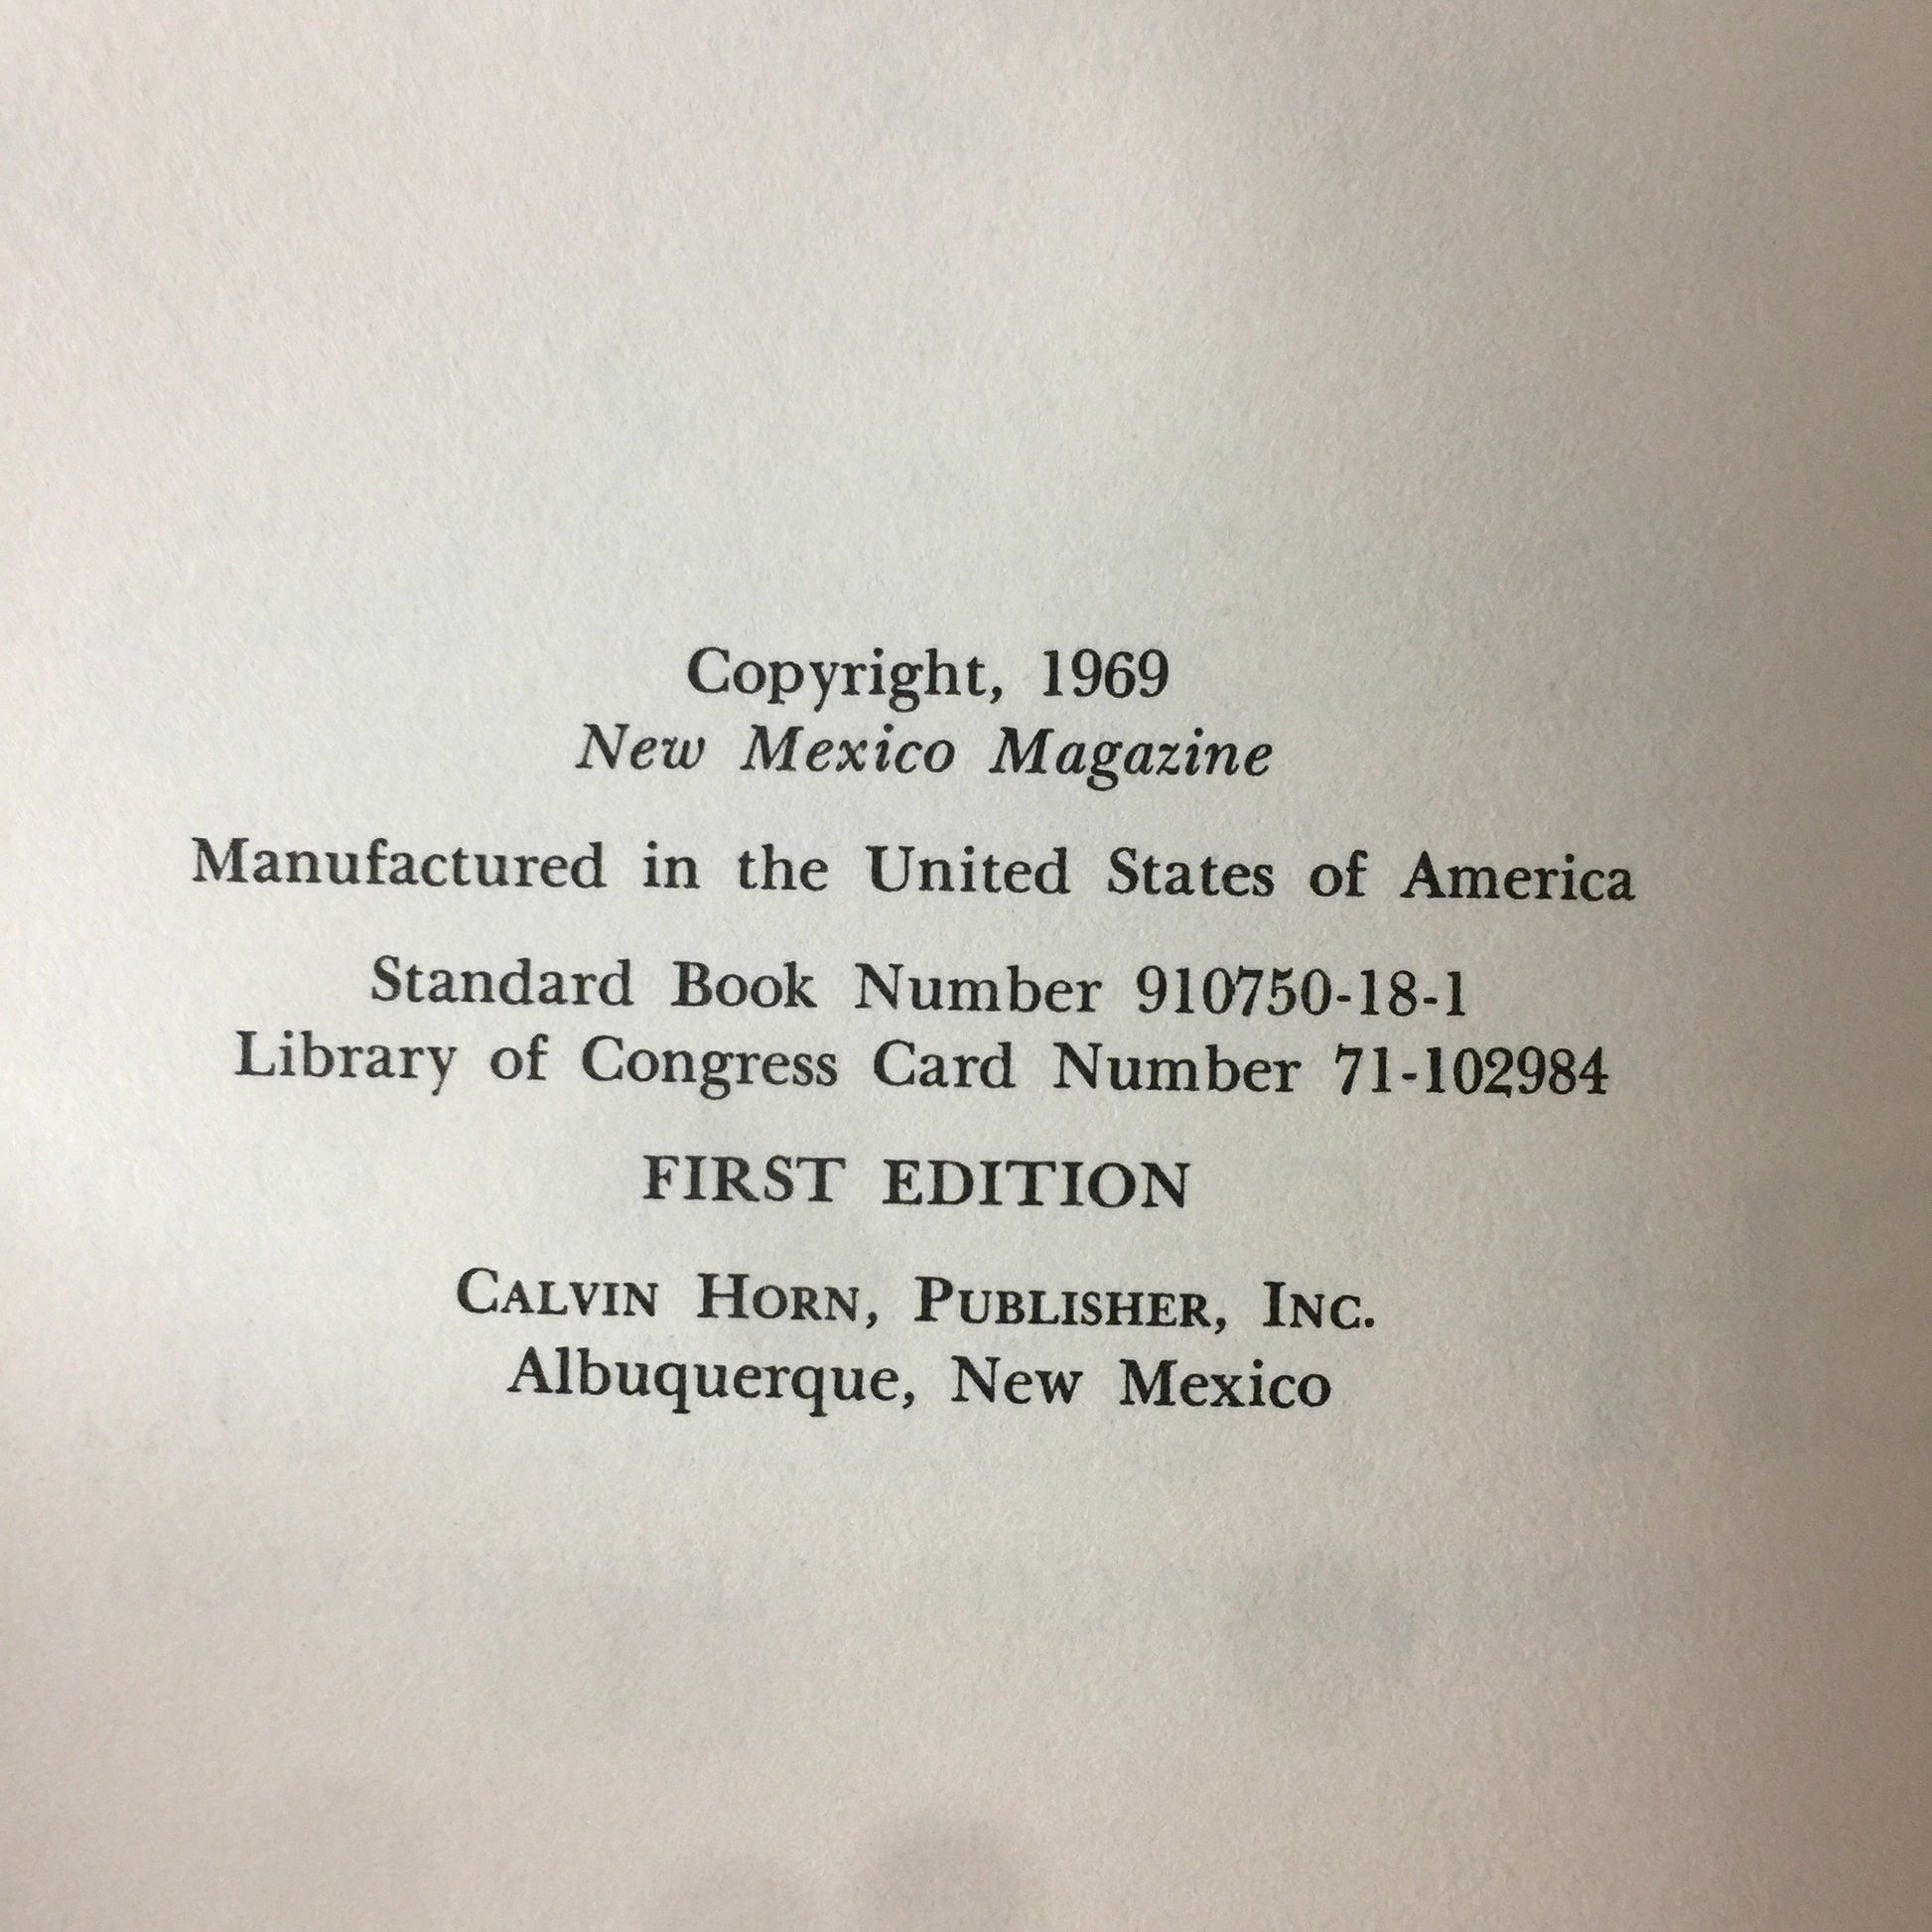 Copyright, 1969
New Mexico Magazine
Manufactured in the United States of America
Standard Book Number 910750-18-1
Library of Congress Card Number 71-102984
FIRST EDITION
CALVIN HORN, PUBLISHER, INC.
Albuquerque, New Mexico